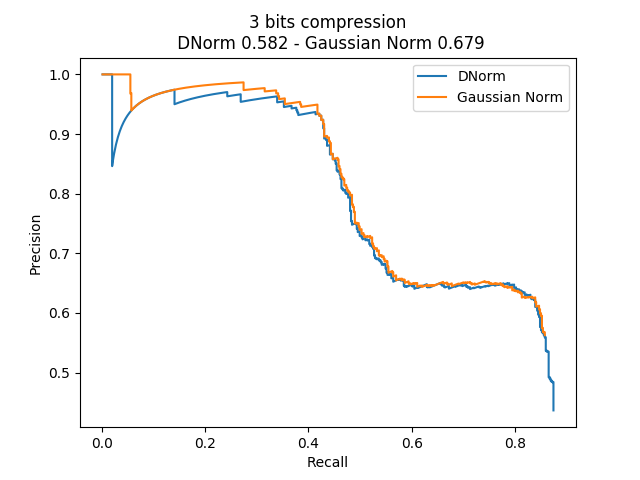 3 bits compression
DNorm 0.582 - Gaussian Norm 0.679
DNorm
Gaussian Norm
Precision
1.0
0.9
0.8
0.7
0.6
0.5
0.0 0.2 0.4 0.6 0.8
Recall